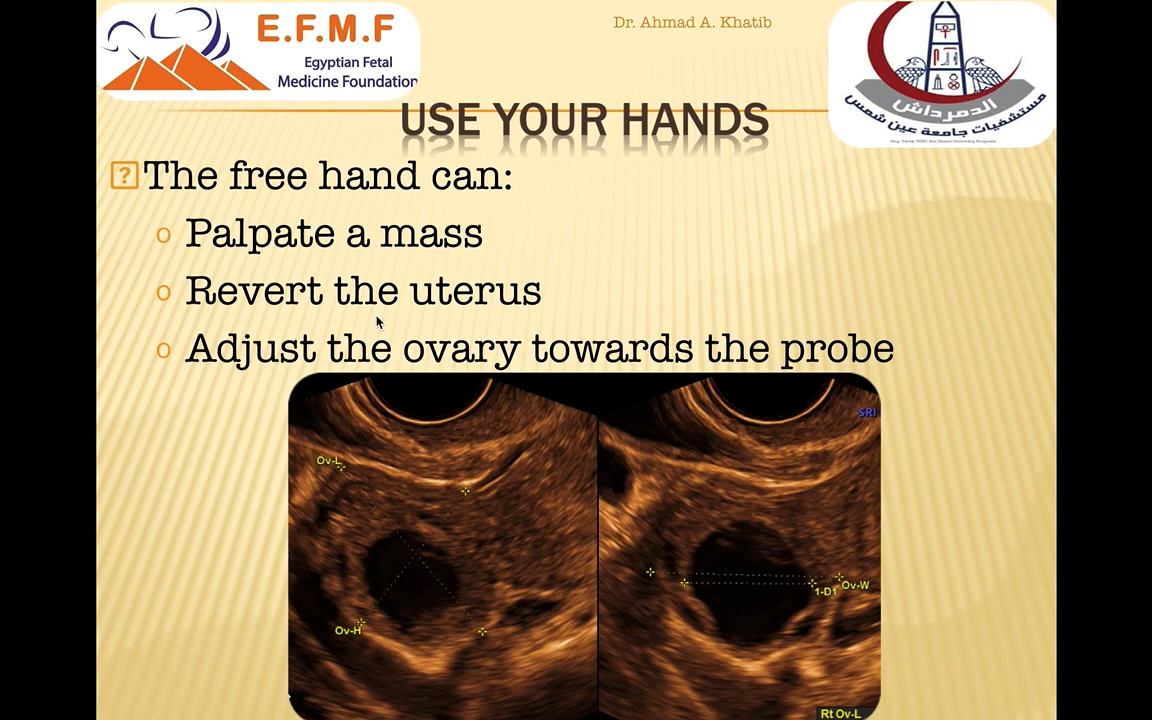 E.F.M.F
Egyptian Fetal
Medicine Foundation
Dr. Ahmad A. Khatib
الدمرداش
مستشفيات جامعة عين شمس
USE YOUR HANDS
The free hand can:
o Palpate a mass
o Revert the uterus
o Adjust the ovary towards the probe
SRI
Ov-L
Ov-H
1-D1
Ov-W
Rt Ov-L